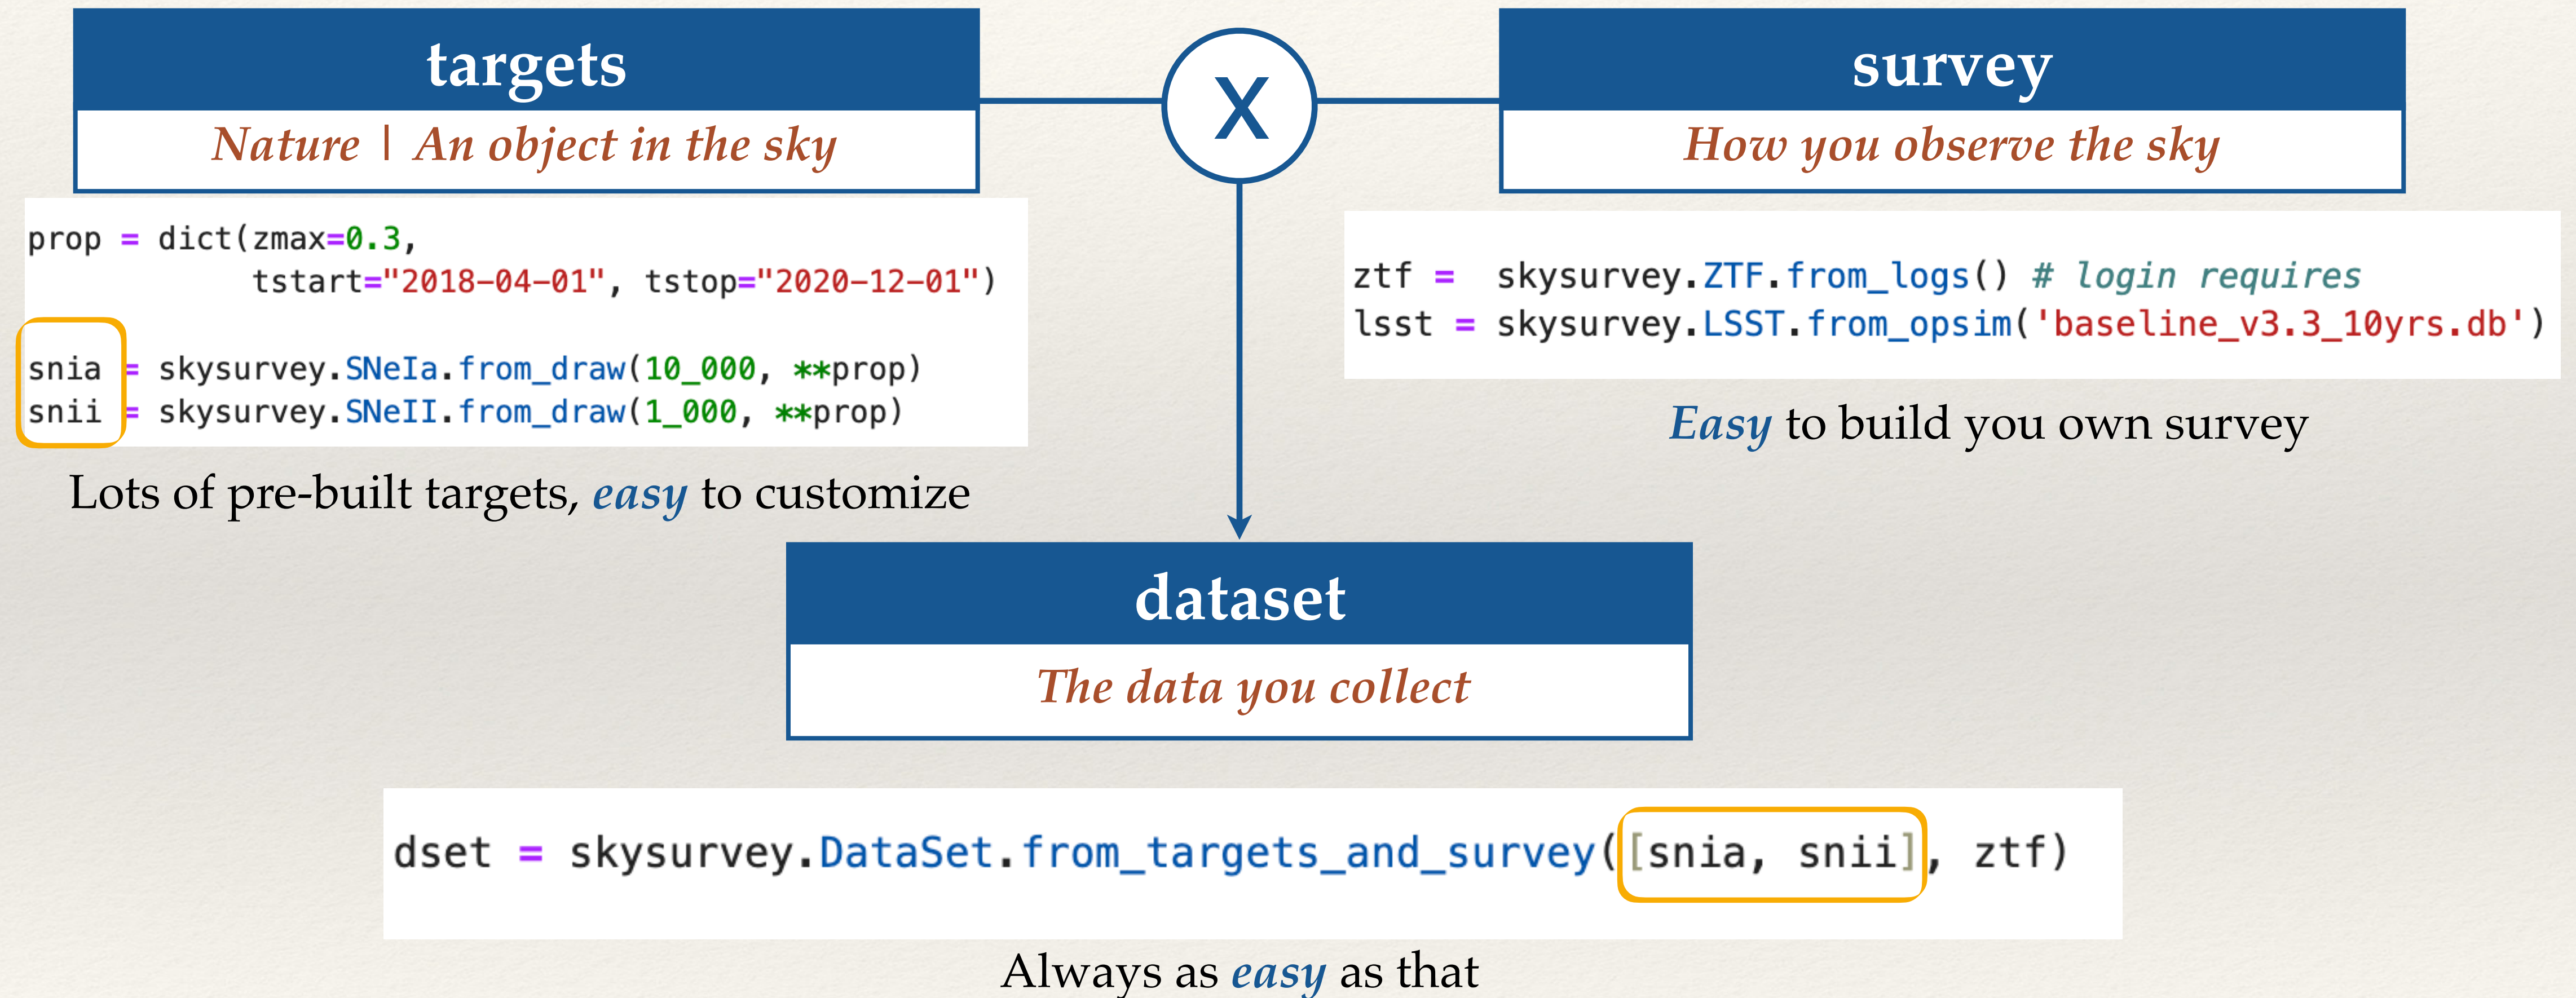 targets
Nature | An object in the sky
prop = dict(zmax=0.3,
tstart="2018-04-01", tstop="2020-12-01")
snia = skysurvey.SNeIa.from_draw(10_000, **prop)
snii = skysurvey.SNeII.from_draw(1_000, **prop)
Lots of pre-built targets, easy to customize
X
survey
How you observe the sky
ztf =  skysurvey.ZTF.from_logs() # login requires
lsst = skysurvey.LSST.from_opsim('baseline_v3.3_10yrs.db')
Easy to build you own survey
dataset
The data you collect
dset = skysurvey.DataSet.from_targets_and_survey([snia, snii], ztf)
Always as easy as that